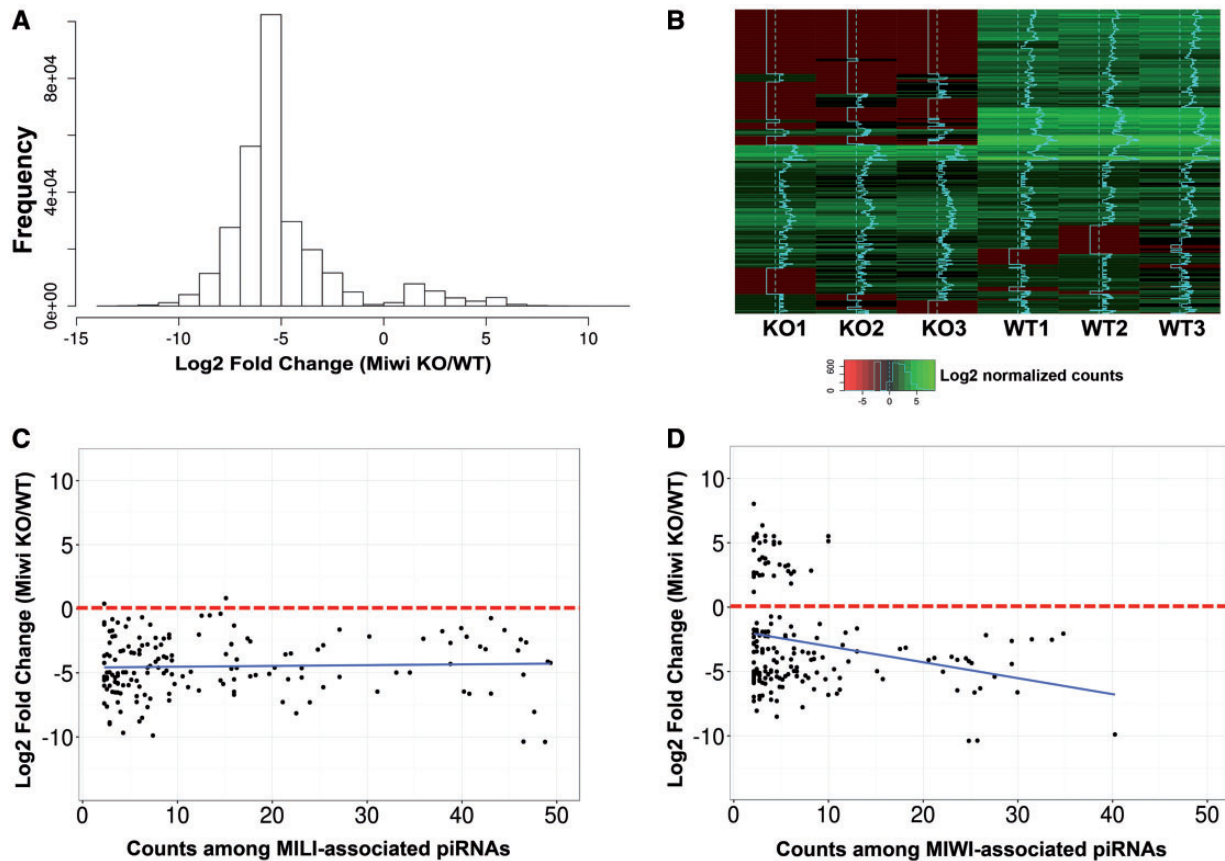 A
Frequency
0e+00 4e+04 8e+04
-15 -10 -5 0 5 10
Log2 Fold Change (Miwi KO/WT)
B
KO1 KO2 KO3 WT1 WT2 WT3
0 600
-5 0 5
Log2 normalized counts
C
Log2 Fold Change (Miwi KO/WT)
10
5
0
-5
-10
0 10 20 30 40 50
Counts among MILI-associated piRNAs
D
Log2 Fold Change (Miwi KO/WT)
10
5
0
-5
-10
0 10 20 30 40 50
Counts among MIWI-associated piRNAs